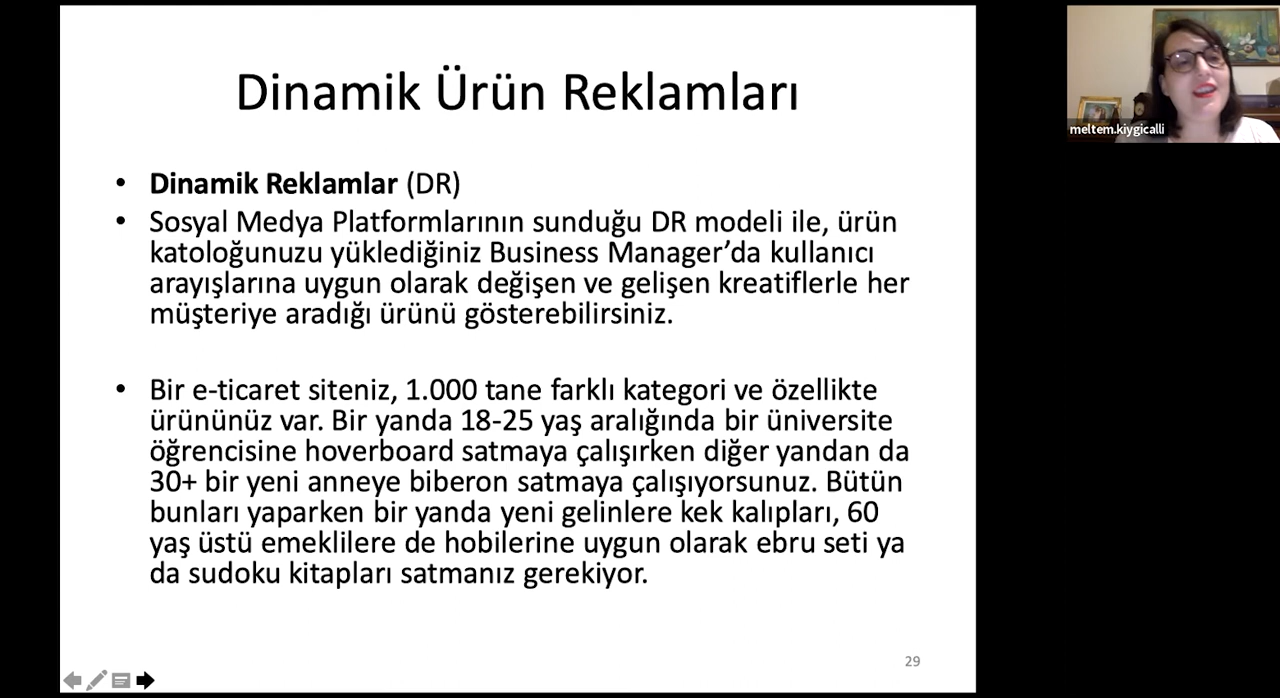 Dinamik Ürün Reklamları
• Dinamik Reklamlar (DR)
• Sosyal Medya Platformlarının sunduğu DR modeli ile, ürün
katoloğunuzu yüklediğiniz Business Manager’da kullanıcı
arayışlarına uygun olarak değişen ve gelişen kreatiflerle her
müşteriye aradığı ürünü gösterebilirsiniz.
• Bir e-ticaret siteniz, 1.000 tane farklı kategori ve özellikte
ürününüz var. Bir yanda 18-25 yaş aralığında bir üniversite
öğrencisine hoverboard satmaya çalışırken diğer yandan da
30+ bir yeni anneye biberon satmaya çalışıyorsunuz. Bütün
bunları yaparken bir yanda yeni gelinlere kek kalıpları, 60
yaş üstü emeklilere de hobilerine uygun olarak ebru seti ya
da sudoku kitapları satmanız gerekiyor.
29
meltem.kiygicalli